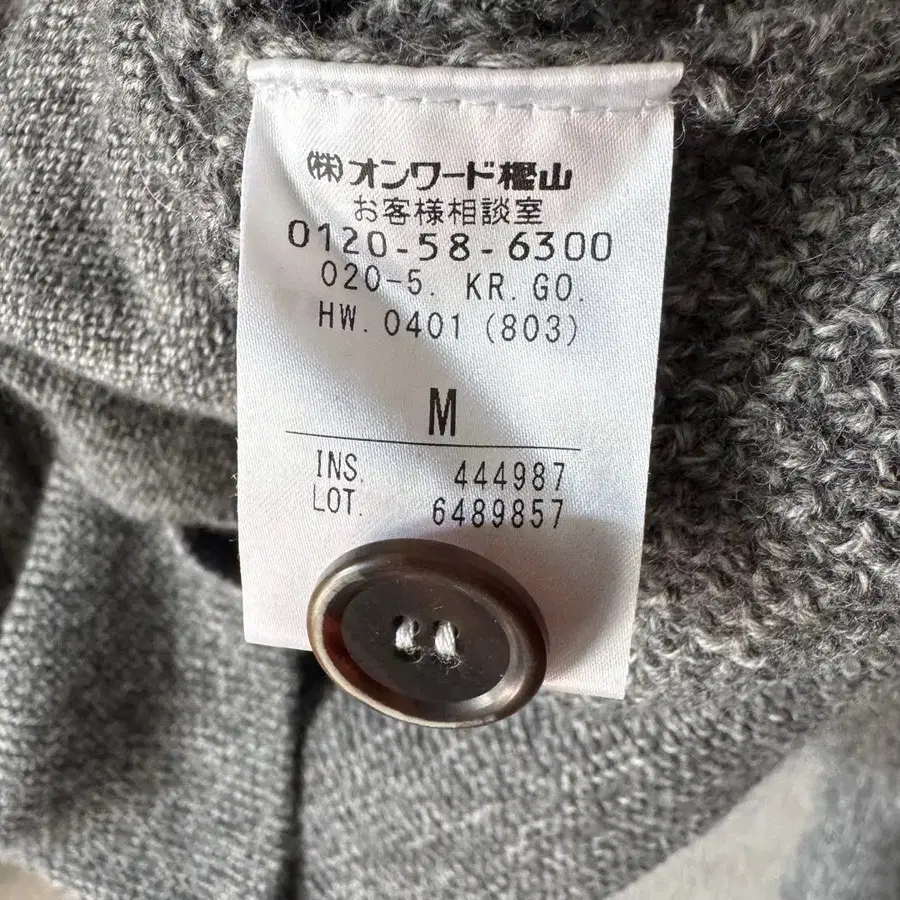 ㈱オンワード樫山
お客様相談室
0120-58-6300
020-5. KR.GO.
HW.0401(803)
M
INS. 444987
LOT. 6489857